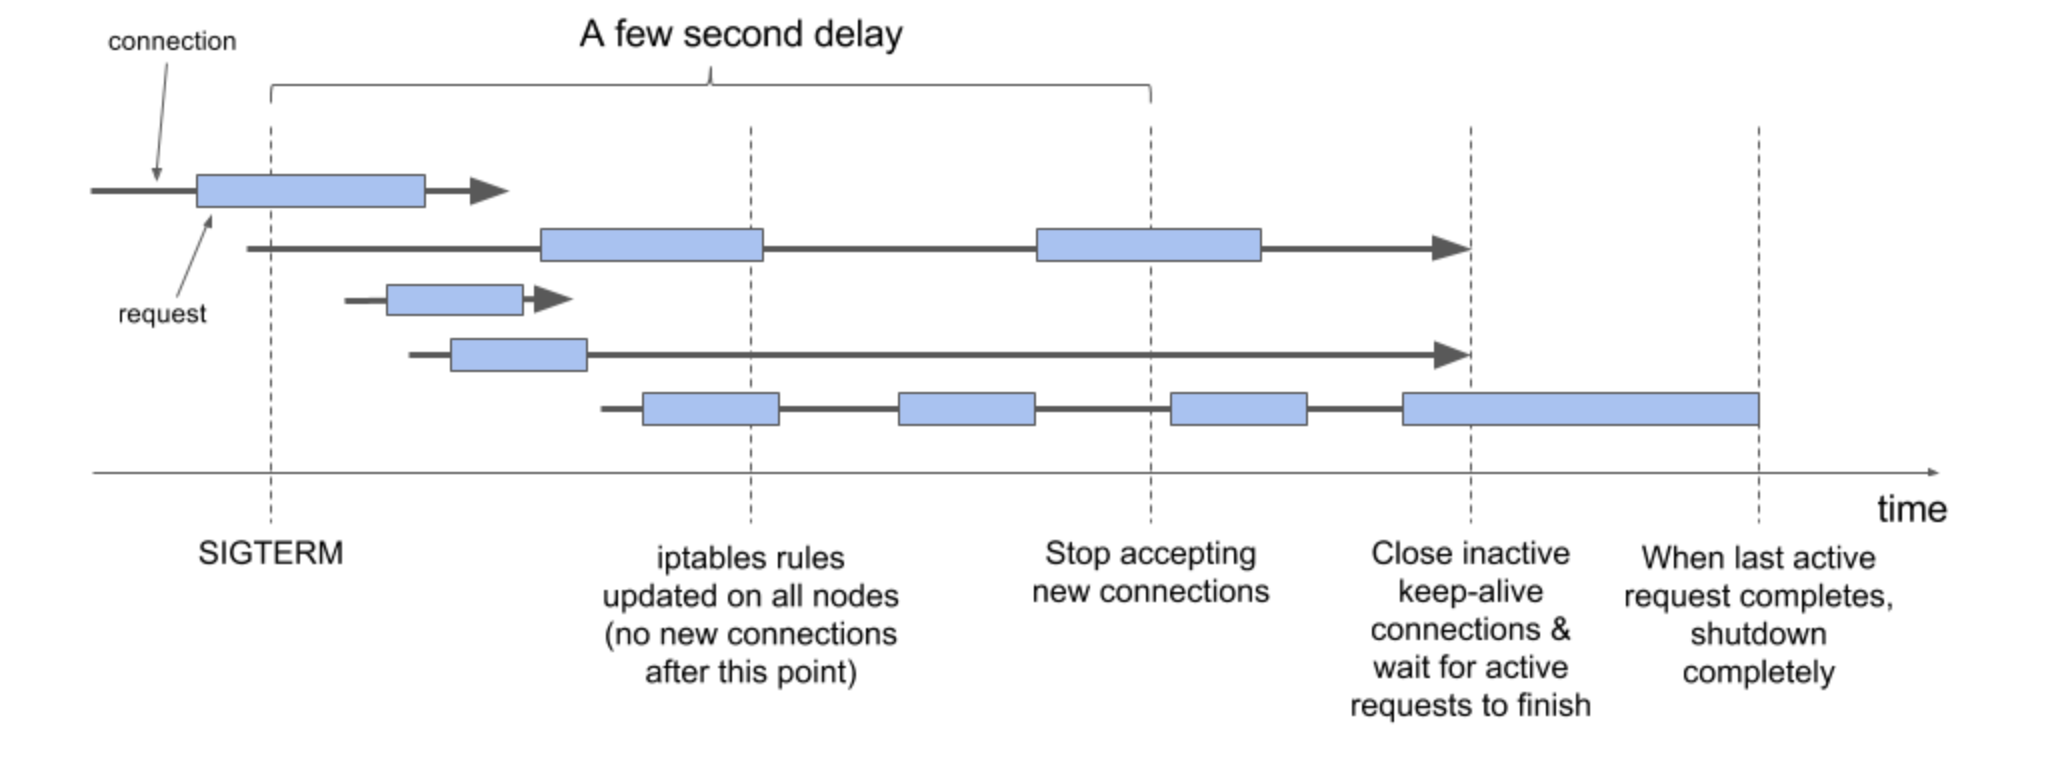 A few second delay
connection
request
time
SIGTERM
iptables rules
updated on all nodes
(no new connections
after this point)
Stop accepting
new connections
Close inactive
keep-alive
connections &
wait for active
requests to finish
When last active
request completes,
shutdown
completely